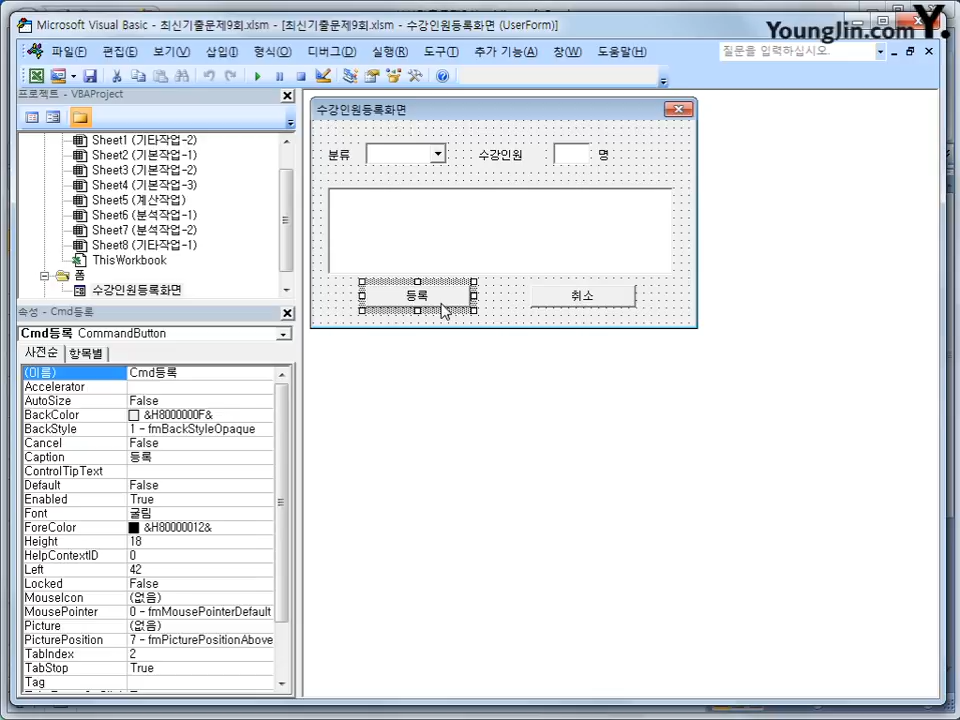 Microsoft Visual Basic - 최신기출문제9회.xlsm - [최신기출문제9회.xlsm - 수강인원등록화면 (UserForm)]
Younglin.com Y.
파일(F) 편집(E) 보기(V) 삽입(I) 형식(O) 디버그(D) 실행(R) 도구(T) 추가 기능(A) 창(W) 도움말(H) 질문을 입력하십시오.
프로젝트 - VBAProject
Sheet1 (기타작업-2)
Sheet2 (기본작업-1)
Sheet3 (기본작업-2)
Sheet4 (기본작업-3)
Sheet5 (계산작업)
Sheet6 (분석작업-1)
Sheet7 (분석작업-2)
Sheet8 (기타작업-1)
ThisWorkbook
폼
수강인원등록화면
수강인원등록화면
분류 수강인원 명
등록 취소
속성 - Cmd등록
Cmd등록 CommandButton
사전순 항목별
(이름) Cmd등록
Accelerator
AutoSize False
BackColor &H8000000F&
BackStyle 1 - fmBackStyleOpaque
Cancel False
Caption 등록
ControlTipText
Default False
Enabled True
Font 굴림
ForeColor &H80000012&
Height 18
HelpContextID 0
Left 42
Locked False
MouseIcon (없음)
MousePointer 0 - fmMousePointerDefault
Picture (없음)
PicturePosition 7 - fmPicturePositionAbove
TabIndex 2
TabStop True
Tag